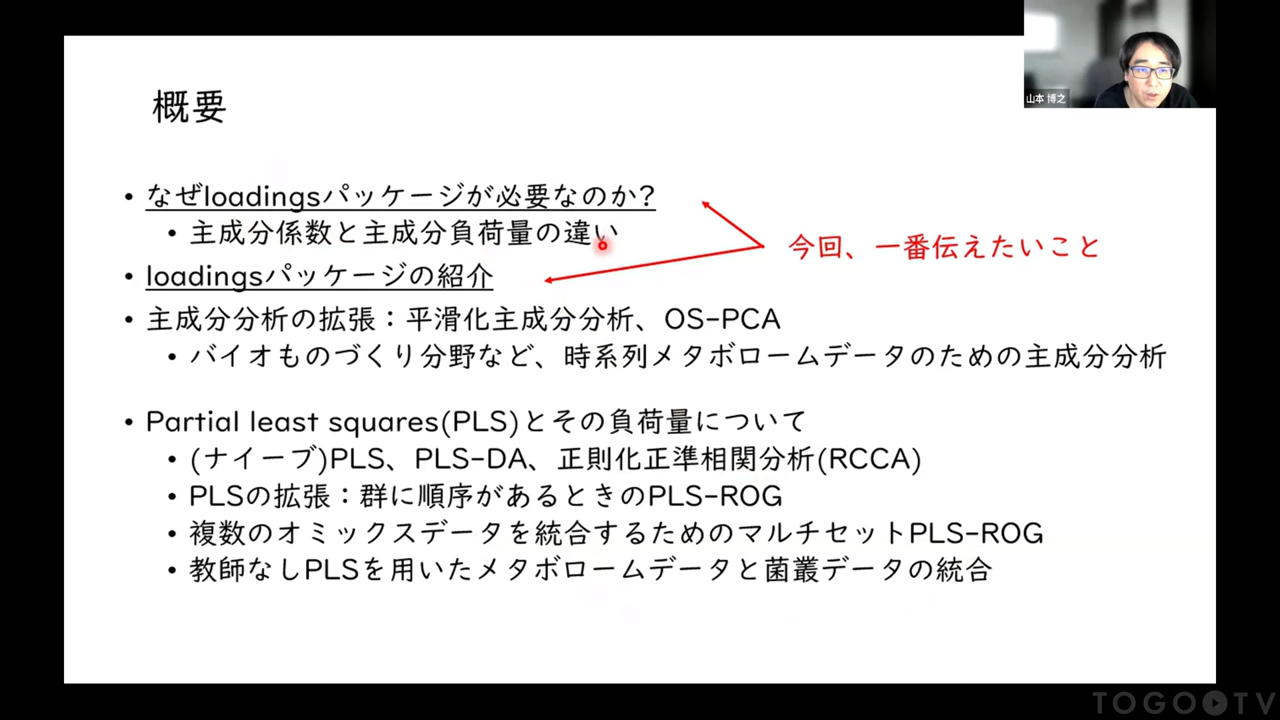 概要
山本 博之
• なぜloadingsパッケージが必要なのか?
• 主成分係数と主成分負荷量の違い
今回、一番伝えたいこと
• loadingsパッケージの紹介
• 主成分分析の拡張：平滑化主成分分析、OS-PCA
• バイオものづくり分野など、時系列メタボロームデータのための主成分分析
• Partial least squares(PLS)とその負荷量について
• (ナイーブ)PLS、PLS-DA、正則化正準相関分析(RCCA)
• PLSの拡張：群に順序があるときのPLS-ROG
• 複数のオミックスデータを統合するためのマルチセットPLS-ROG
• 教師なしPLSを用いたメタボロームデータと菌叢データの統合
TOGO TV